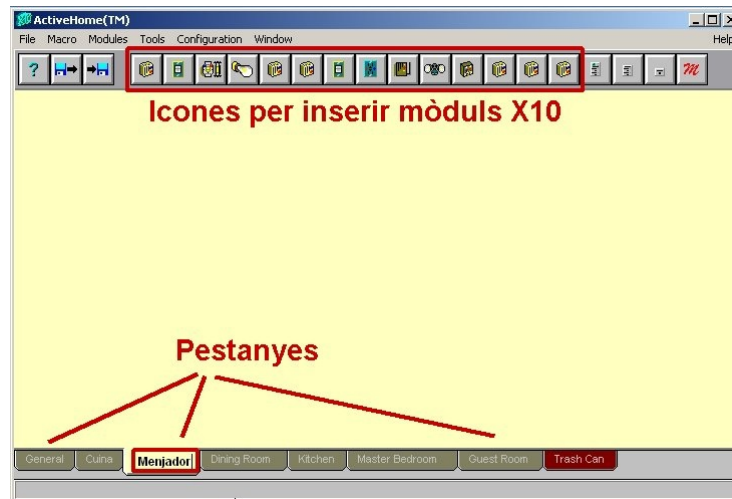 ActiveHome(TM)
File Macro Modules Tools Configuration Window Help
?
m
Icones per inserir mòduls X10
Pestanyes
General Cuina Menjador Dining Room Kitchen Master Bedroom Guest Room Trash Can